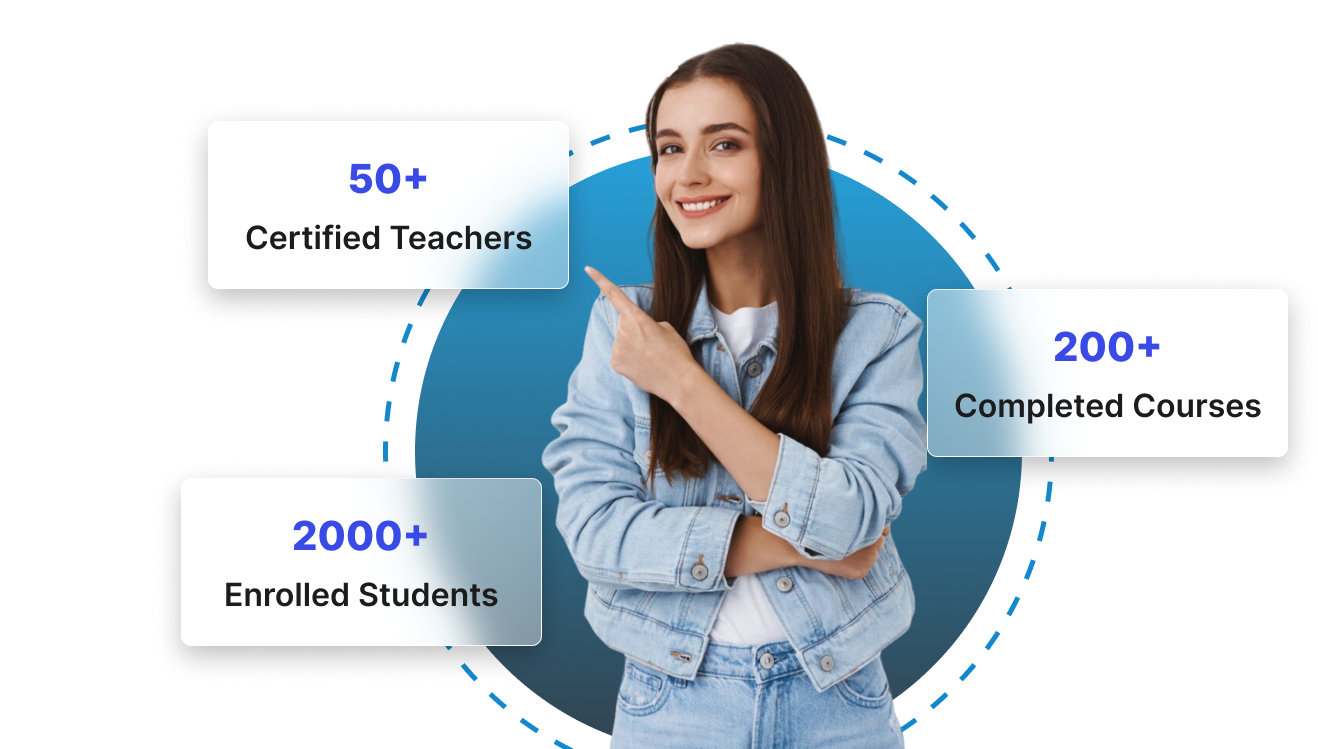 50+
Certified Teachers
200+
Completed Courses
2000+
Enrolled Students